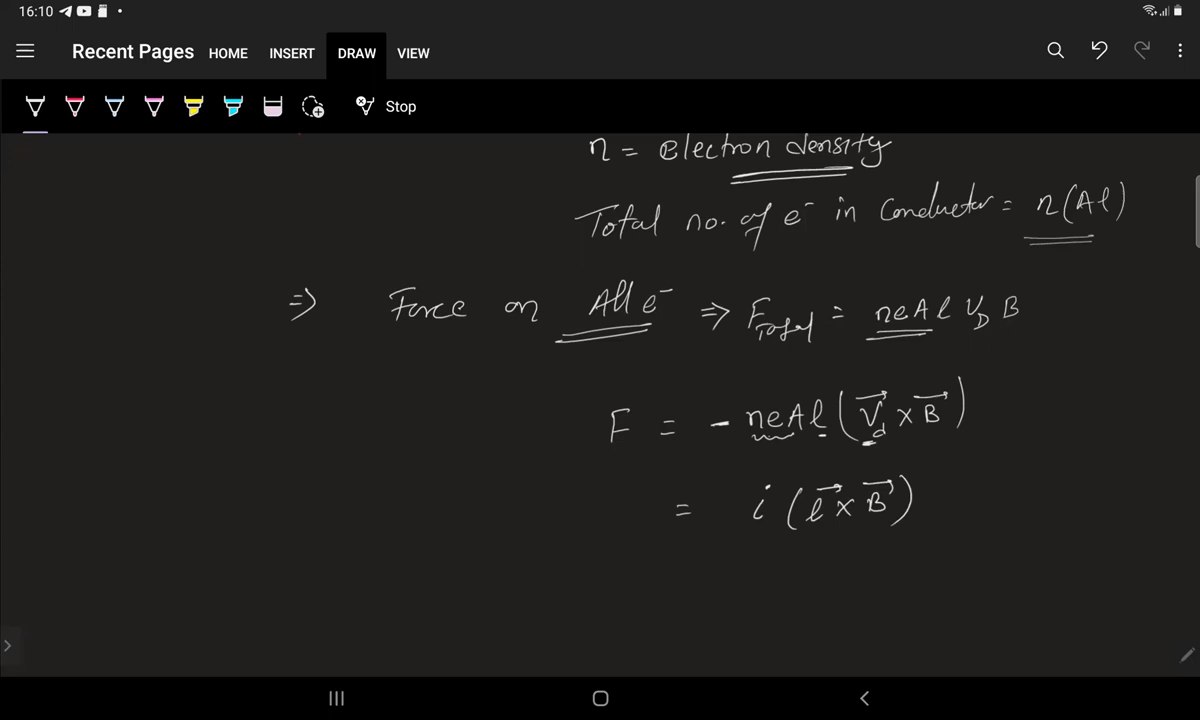 16:10
Recent Pages HOME INSERT DRAW VIEW
Stop
n = electron density
Total no. of e⁻ in Conductor = n(Al)
⇒ Force on All e⁻ ⇒ F_Total = neAl V_D B
F = - neAl (V⃗_d × B⃗)
= i (l⃗ × B⃗)